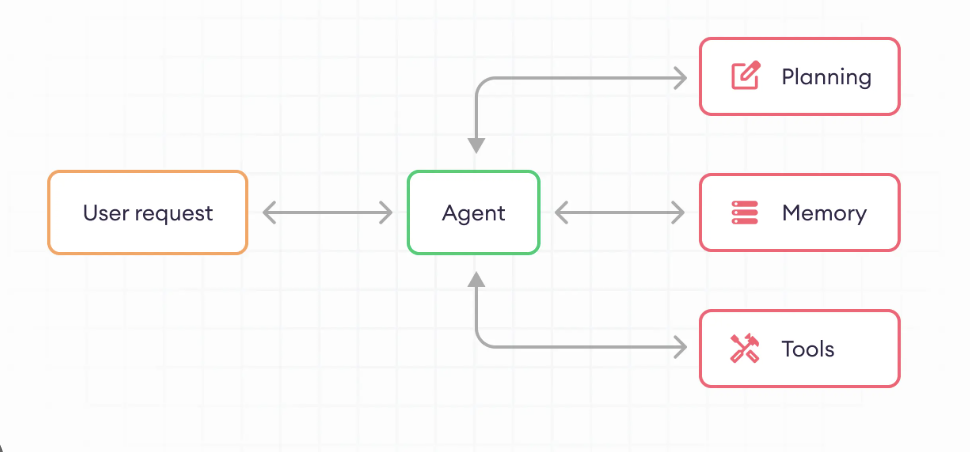 User request
Agent
Planning
Memory
Tools